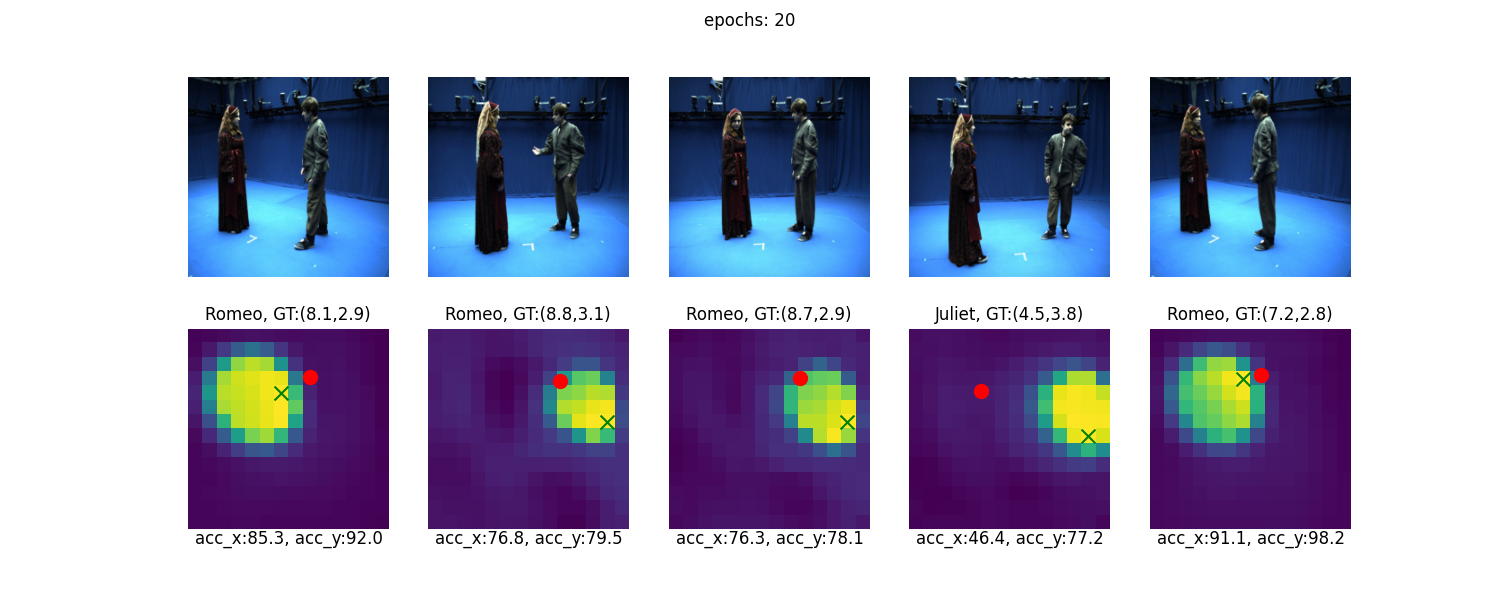 epochs: 20
Romeo, GT:(8.1,2.9)
Romeo, GT:(8.8,3.1)
Romeo, GT:(8.7,2.9)
Juliet, GT:(4.5,3.8)
Romeo, GT:(7.2,2.8)
acc_x:85.3, acc_y:92.0
acc_x:76.8, acc_y:79.5
acc_x:76.3, acc_y:78.1
acc_x:46.4, acc_y:77.2
acc_x:91.1, acc_y:98.2